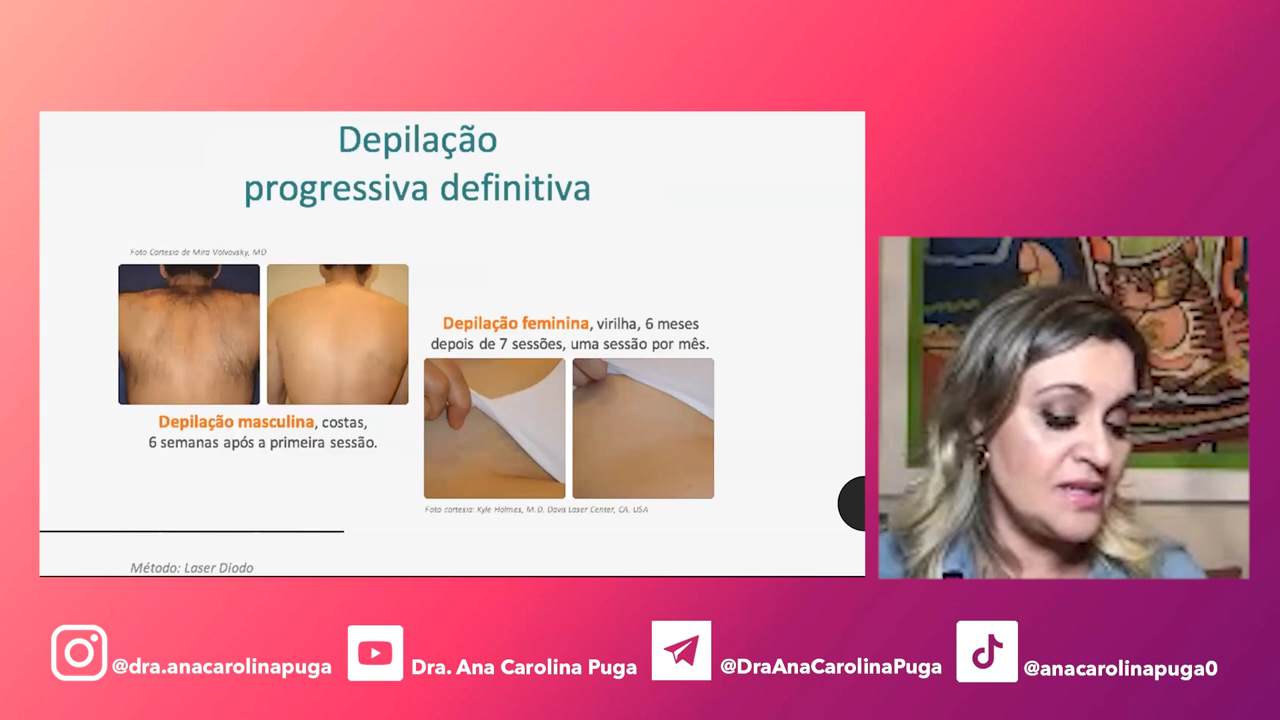 Depilação
progressiva definitiva
Foto Cortesia de Mira Volvovsky, MD
Depilação feminina, virilha, 6 meses
depois de 7 sessões, uma sessão por mês.
Depilação masculina, costas,
6 semanas após a primeira sessão.
Foto cortesia: Kyle Holmes, M.D. Davis Laser Center, CA. USA
Método: Laser Diodo
@dra.anacarolinapuga
Dra. Ana Carolina Puga
@DraAnaCarolinaPuga
@anacarolinapuga0